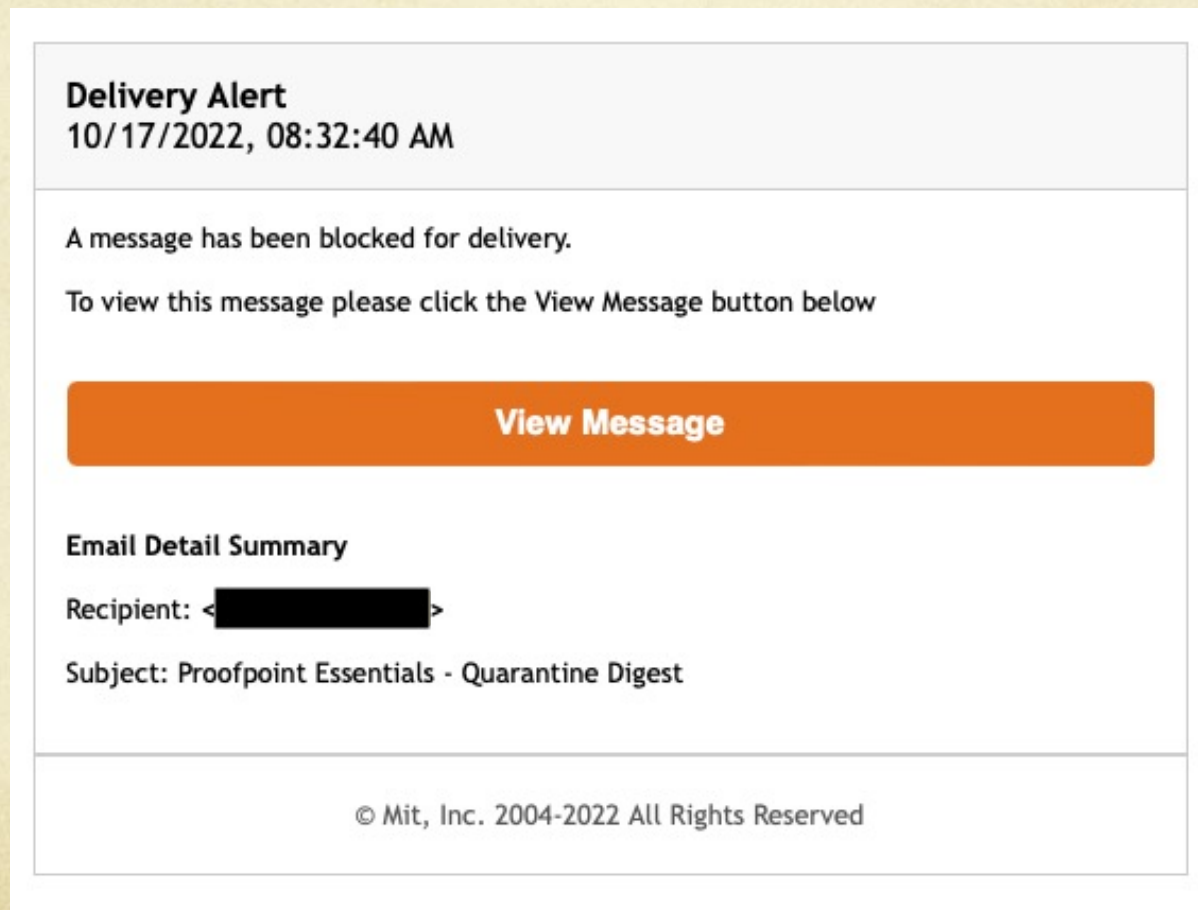 Delivery Alert
10/17/2022, 08:32:40 AM
A message has been blocked for delivery.
To view this message please click the View Message button below
View Message
Email Detail Summary
Recipient: < >
Subject: Proofpoint Essentials - Quarantine Digest
© Mit, Inc. 2004-2022 All Rights Reserved